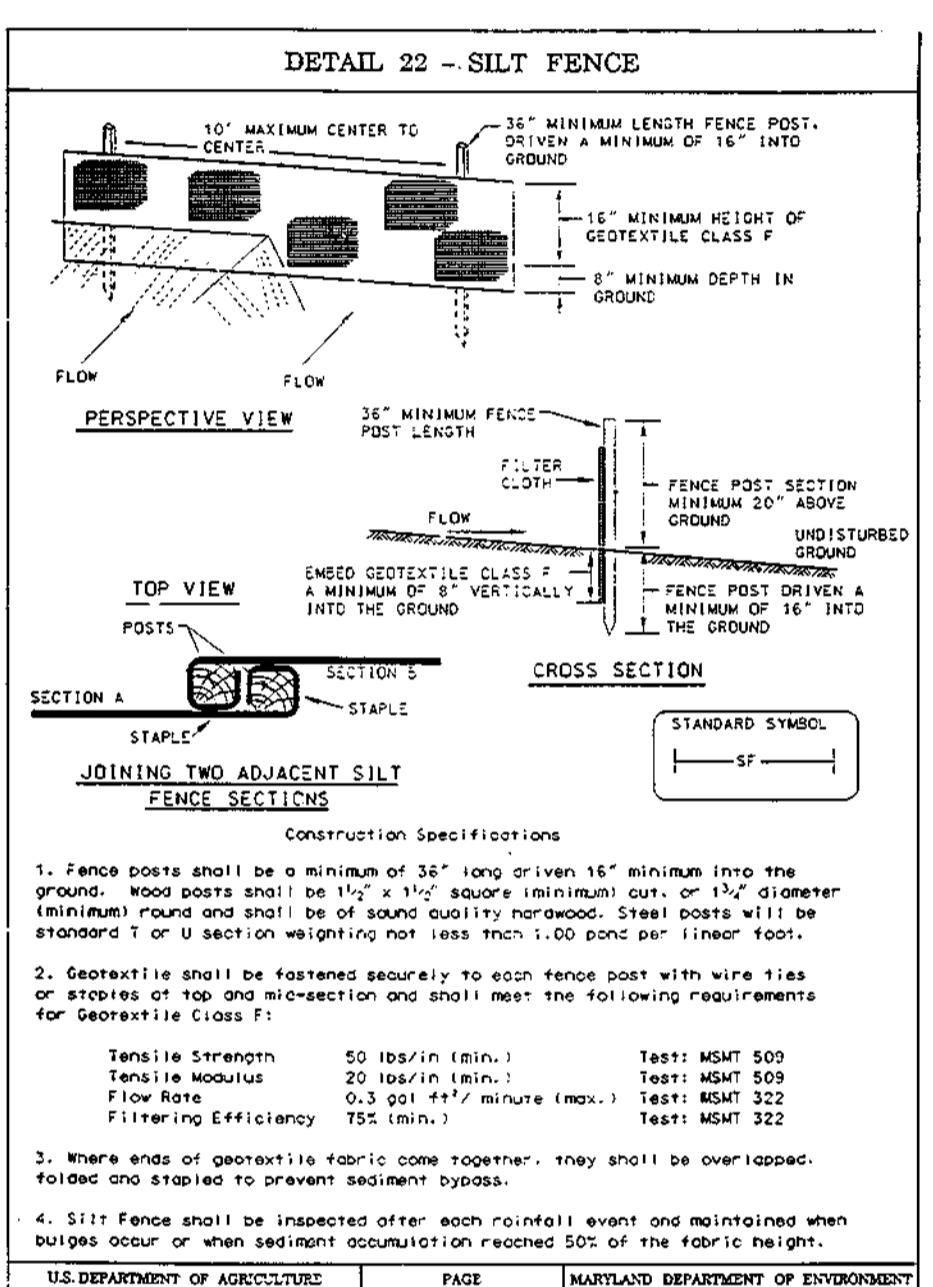 DETAIL 22 - SILT FENCE
10' MAXIMUM CENTER TO
CENTER
36" MINIMUM LENGTH FENCE POST.
DRIVEN A MINIMUM OF 16" INTO
GROUND
16" MINIMUM HEIGHT OF
GEOTEXTILE CLASS F
8" MINIMUM DEPTH IN
GROUND
FLOW
FLOW
PERSPECTIVE VIEW
36" MINIMUM FENCE
POST LENGTH
FILTER
CLOTH
FENCE POST SECTION
MINIMUM 20" ABOVE
GROUND
FLOW
UNDISTURBED
GROUND
EMBED GEOTEXTILE CLASS F
A MINIMUM OF 8" VERTICALLY
INTO THE GROUND
FENCE POST DRIVEN A
MINIMUM OF 16" INTO
THE GROUND
TOP VIEW
POSTS
SECTION B
SECTION A
STAPLE
STAPLE
CROSS SECTION
STANDARD SYMBOL
SF
JOINING TWO ADJACENT SILT
FENCE SECTIONS
Construction Specifications
1. Fence posts shall be a minimum of 36" long driven 16" minimum into the
ground. Wood posts shall be 1 1/2" x 1 1/2" square (minimum) cut, or 1 3/4" diameter
(minimum) round and shall be of sound quality hardwood. Steel posts will be
standard T or U section weighting not less than 1.00 pond per linear foot.
2. Geotextile shall be fastened securely to each fence post with wire ties
or staples at top and mid-section and shall meet the following requirements
for Geotextile Class F:
Tensile Strength 50 lbs/in (min.) Test: MSMT 509
Tensile Modulus 20 lbs/in (min.) Test: MSMT 509
Flow Rate 0.3 gal ft²/ minute (max.) Test: MSMT 322
Filtering Efficiency 75% (min.) Test: MSMT 322
3. Where ends of geotextile fabric come together, they shall be overlapped,
folded and stapled to prevent sediment bypass.
4. Silt Fence shall be inspected after each rainfall event and maintained when
bulges occur or when sediment accumulation reached 50% of the fabric height.
U.S. DEPARTMENT OF AGRICULTURE PAGE MARYLAND DEPARTMENT OF ENVIRONMENT